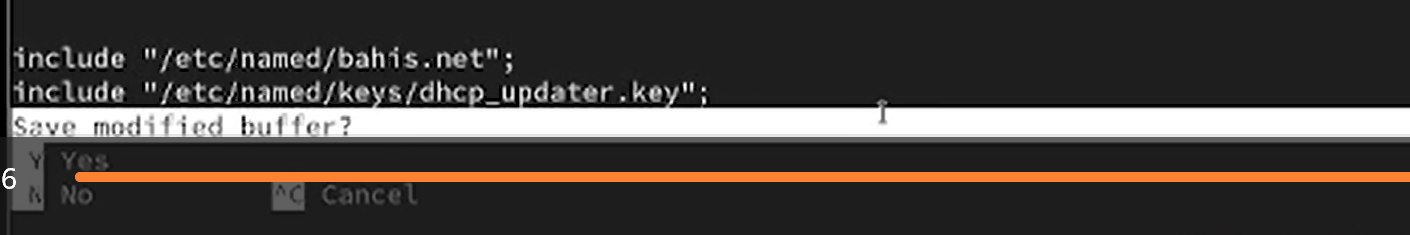 include "/etc/named/bahis.net";
include "/etc/named/keys/dhcp_updater.key";
Save modified buffer?
Y Yes
6
N No ^C Cancel